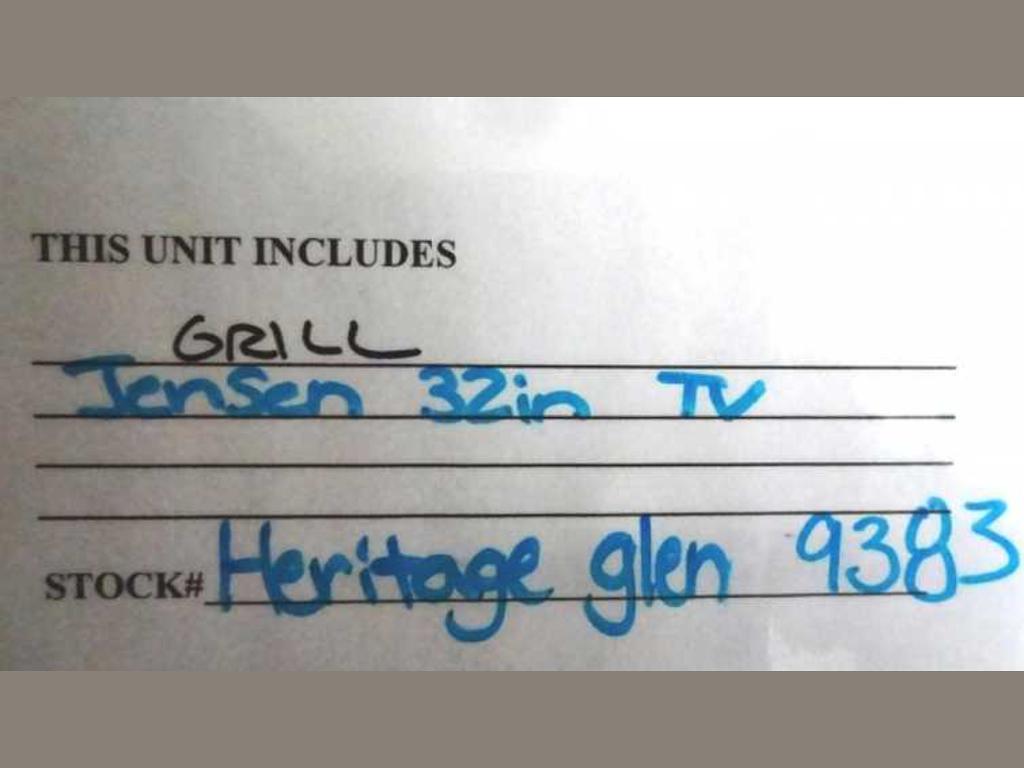 THIS UNIT INCLUDES
GRILL
Jensen 32in TV
STOCK# Heritage glen 9383